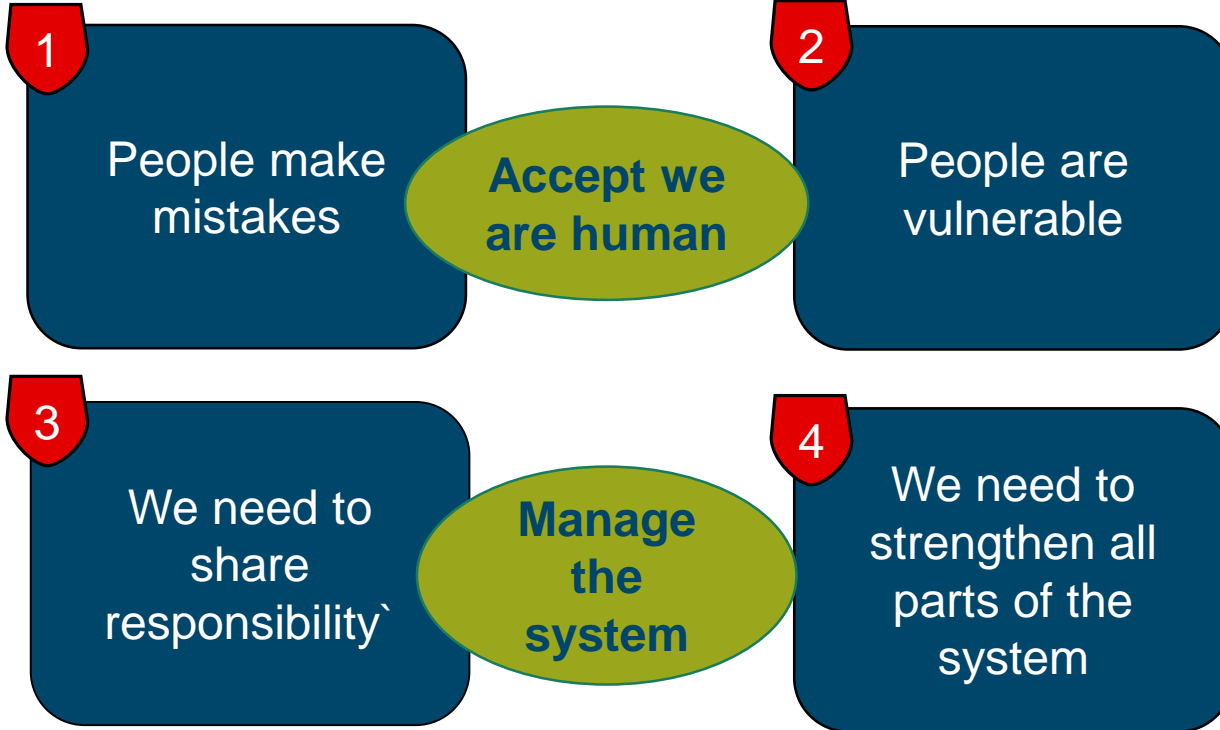 1
People make
mistakes
Accept we
are human
2
People are
vulnerable
3
We need to
share
responsibility`
Manage
the
system
4
We need to
strengthen all
parts of the
system